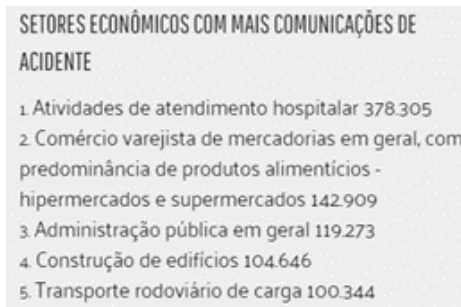 SETORES ECONÔMICOS COM MAIS COMUNICAÇÕES DE
ACIDENTE
1. Atividades de atendimento hospitalar 378.305
2. Comércio varejista de mercadorias em geral, com
predominância de produtos alimentícios -
hipermercados e supermercados 142.909
3. Administração pública em geral 119.273
4. Construção de edifícios 104.646
5. Transporte rodoviário de carga 100.344